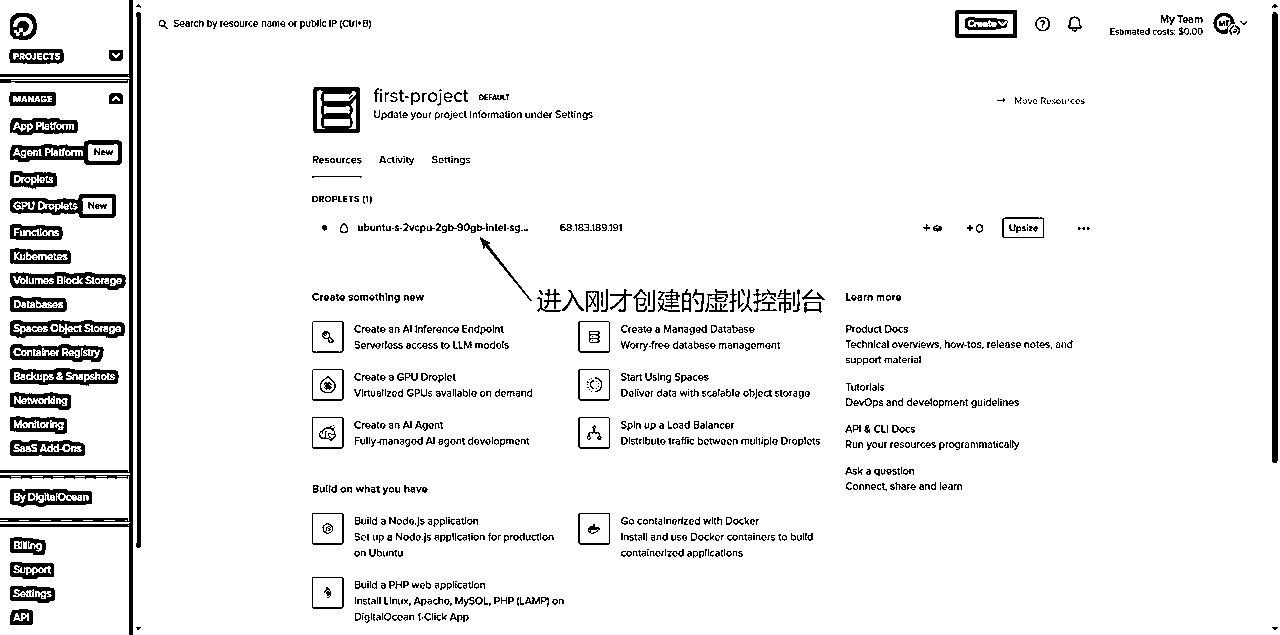 Search by resource name or public IP (Ctrl+B)
Create
My Team
Estimated costs: $0.00
PROJECTS
MANAGE
App Platform
Agent Platform New
Droplets
GPU Droplets New
Functions
Kubernetes
Volumes Block Storage
Databases
Spaces Object Storage
Container Registry
Backups & Snapshots
Networking
Monitoring
SaaS Add-Ons
By DigitalOcean
Billing
Support
Settings
API
first-project DEFAULT
Update your project information under Settings
→ Move Resources
Resources Activity Settings
DROPLETS (1)
ubuntu-s-2vcpu-2gb-90gb-intel-sg... 68.183.189.191 Upsize
进入刚才创建的虚拟控制台
Create something new
Create an AI Inference Endpoint
Serverless access to LLM models
Create a Managed Database
Worry-free database management
Create a GPU Droplet
Virtualized GPUs available on demand
Start Using Spaces
Deliver data with scalable object storage
Create an AI Agent
Fully-managed AI agent development
Spin up a Load Balancer
Distribute traffic between multiple Droplets
Learn more
Product Docs
Technical overviews, how-tos, release notes, and
support material
Tutorials
DevOps and development guidelines
API & CLI Docs
Run your resources programmatically
Ask a question
Connect, share and learn
Build on what you have
Build a Node.js application
Set up a Node.js application for production
on Ubuntu
Go containerized with Docker
Install and use Docker containers to build
containerized applications
Build a PHP web application
Install Linux, Apache, MySQL, PHP (LAMP) on
DigitalOcean 1-Click App